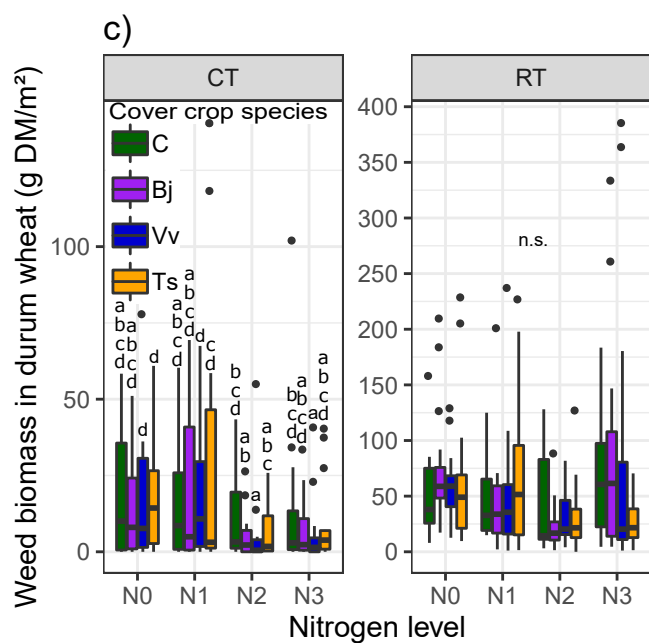 c)
CT
RT
Weed biomass in durum wheat (g DM/m²)
Cover crop species
C
Bj
Vv
Ts
100
50
0
400
350
300
250
200
150
100
50
0
n.s.
a
b
c
d
a
b
c
d
d
d
a
b
c
d
a
b
c
d
d
c
d
b
c
d
a
b
c
a
a
b
c
a
b
c
d
b
c
d
a
a
b
c
d
N0
N1
N2
N3
N0
N1
N2
N3
Nitrogen level